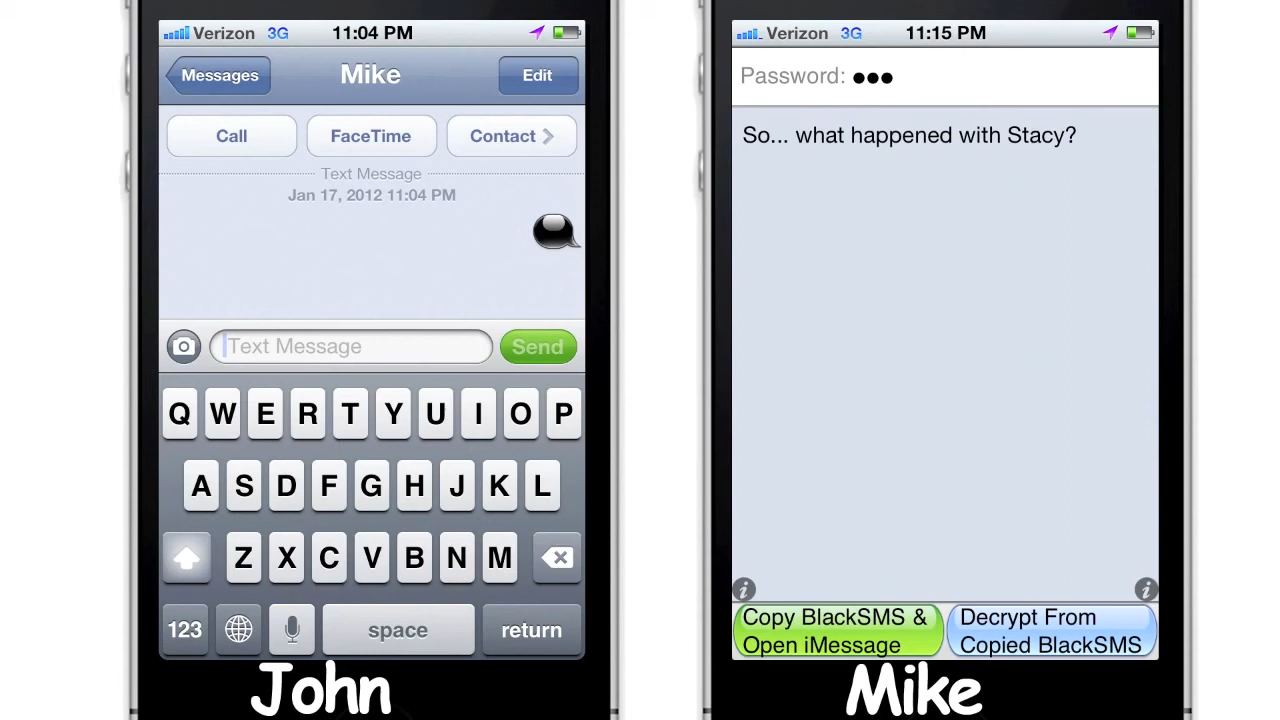 Verizon 3G 11:04 PM
Messages Mike Edit
Call FaceTime Contact
Text Message
Jan 17, 2012 11:04 PM
Text Message Send
Q W E R T Y U I O P
A S D F G H J K L
Z X C V B N M
123 space return
John
Verizon 3G 11:15 PM
Password: ●●●
So... what happened with Stacy?
i i
Copy BlackSMS &
Open iMessage
Decrypt From
Copied BlackSMS
Mike